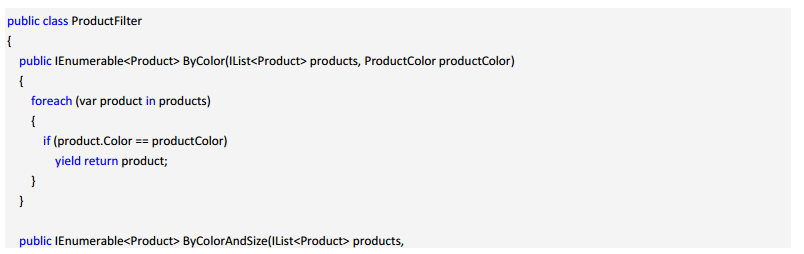 public class ProductFilter
{
public IEnumerable<Product> ByColor(IList<Product> products, ProductColor productColor)
{
foreach (var product in products)
{
if (product.Color == productColor)
yield return product;
}
}
public IEnumerable<Product> ByColorAndSize(IList<Product> products,